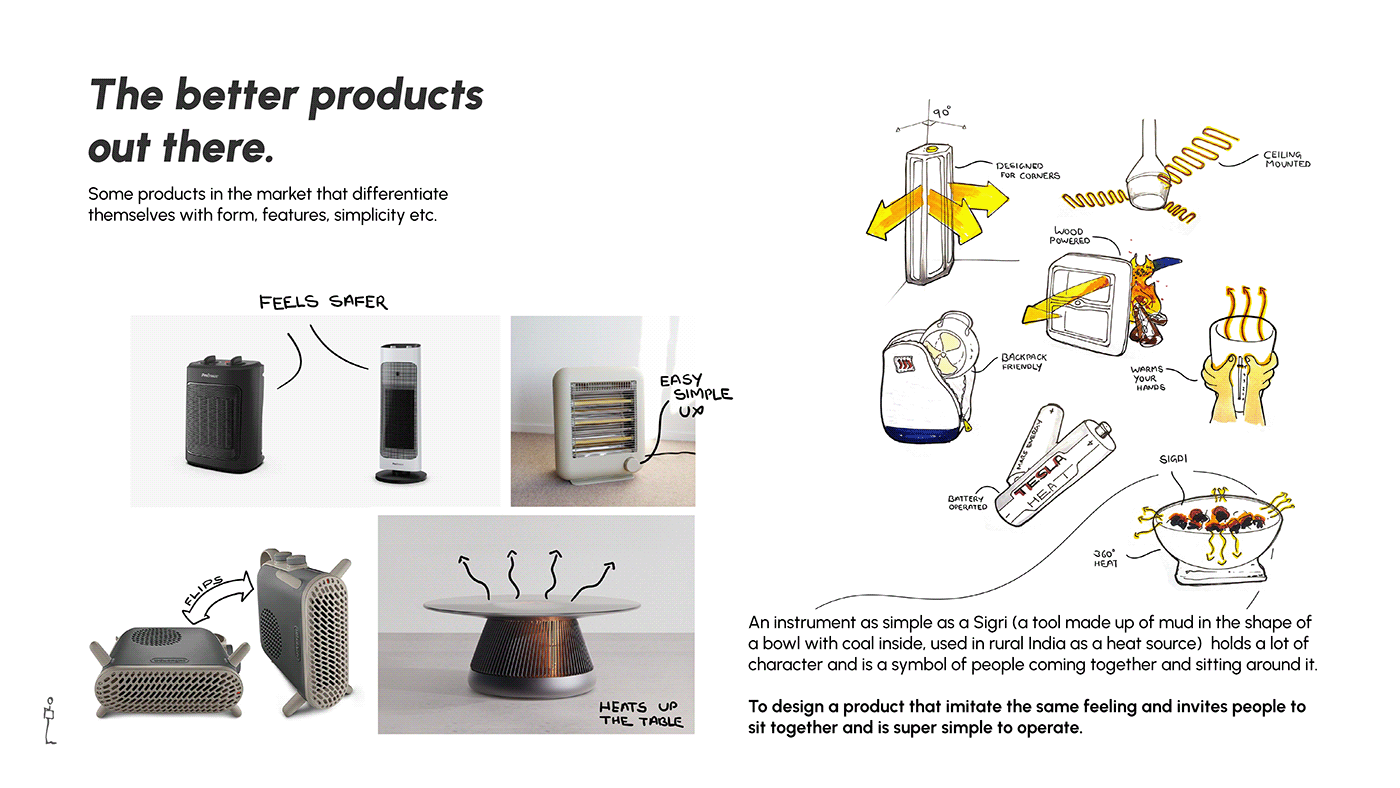 The better products
out there.
Some products in the market that differentiate
themselves with form, features, simplicity etc.
FEELS SAFER
EASY
SIMPLE
UX
FLIPS
HEATS UP
THE TABLE
90°
DESIGNED
FOR CORNERS
CEILING
MOUNTED
WOOD
POWERED
BACKPACK
FRIENDLY
WARMS
YOUR
HANDS
+
MAXX ENERGY
+
TESLA
HEAT
-
BATTERY
OPERATED
SIGDI
360°
HEAT
An instrument as simple as a Sigri (a tool made up of mud in the shape of
a bowl with coal inside, used in rural India as a heat source) holds a lot of
character and is a symbol of people coming together and sitting around it.
To design a product that imitate the same feeling and invites people to
sit together and is super simple to operate.